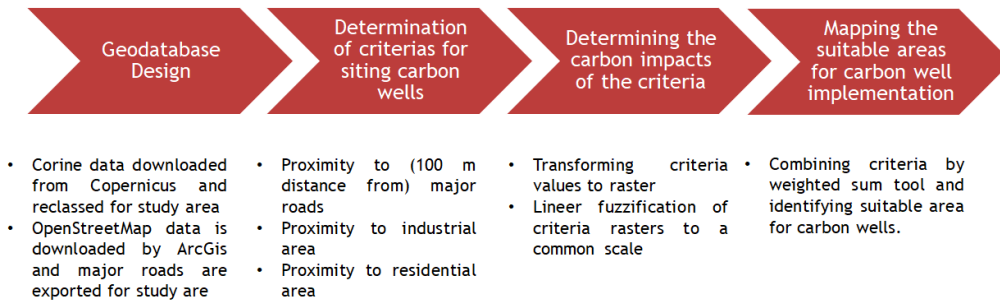 Geodatabase
Design
Determination
of criterias for
siting carbon
wells
Determining the
carbon impacts
of the criteria
Mapping the
suitable areas
for carbon well
implementation
• Corine data downloaded
from Copernicus and
reclassed for study area
• OpenStreetMap data is
downloaded by ArcGis
and major roads are
exported for study are
• Proximity to (100 m
distance from) major
roads
• Proximity to industrial
area
• Proximity to residential
area
• Transforming criteria
values to raster
• Lineer fuzzification of
criteria rasters to a
common scale
• Combining criteria by
weighted sum tool and
identifying suitable area
for carbon wells.